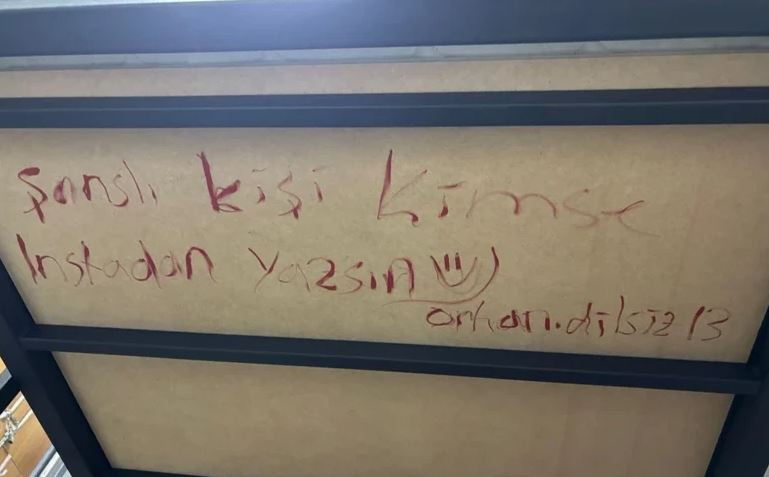 Şanslı kişi kimse
Instadan yazsın
orhan.dilsiz13